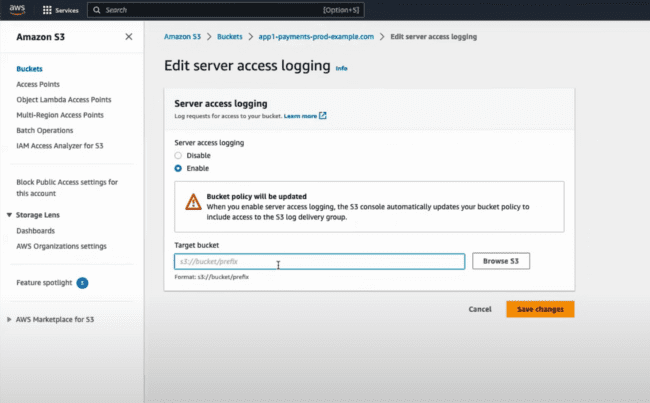 aws
Services
Search
[Option+S]
Amazon S3
Buckets
Access Points
Object Lambda Access Points
Multi-Region Access Points
Batch Operations
IAM Access Analyzer for S3
Block Public Access settings for
this account
Storage Lens
Dashboards
AWS Organizations settings
Feature spotlight
AWS Marketplace for S3
Amazon S3 > Buckets > app1-payments-prod-example.com > Edit server access logging
Edit server access logging Info
Server access logging
Log requests for access to your bucket. Learn more
Server access logging
Disable
Enable
Bucket policy will be updated
When you enable server access logging, the S3 console automatically updates your bucket policy to
include access to the S3 log delivery group.
Target bucket
s3://bucket/prefix
Browse S3
Format: s3://bucket/prefix
Cancel
Save changes